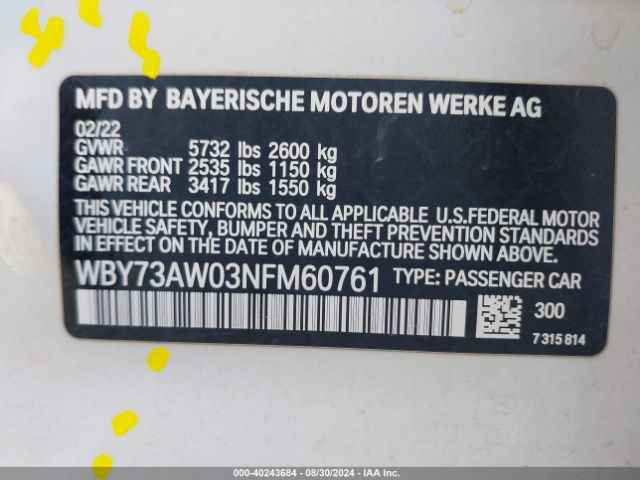 MFD BY BAYERISCHE MOTOREN WERKE AG
02/22
GVWR 5732 lbs 2600 kg
GAWR FRONT 2535 lbs 1150 kg
GAWR REAR 3417 lbs 1550 kg
THIS VEHICLE CONFORMS TO ALL APPLICABLE U.S.FEDERAL MOTOR
VEHICLE SAFETY, BUMPER AND THEFT PREVENTION STANDARDS
IN EFFECT ON THE DATE OF MANUFACTURE SHOWN ABOVE.
WBY73AW03NFM60761 TYPE: PASSENGER CAR
300
7 315 814
000-40243684 - 08/30/2024 - IAA Inc.